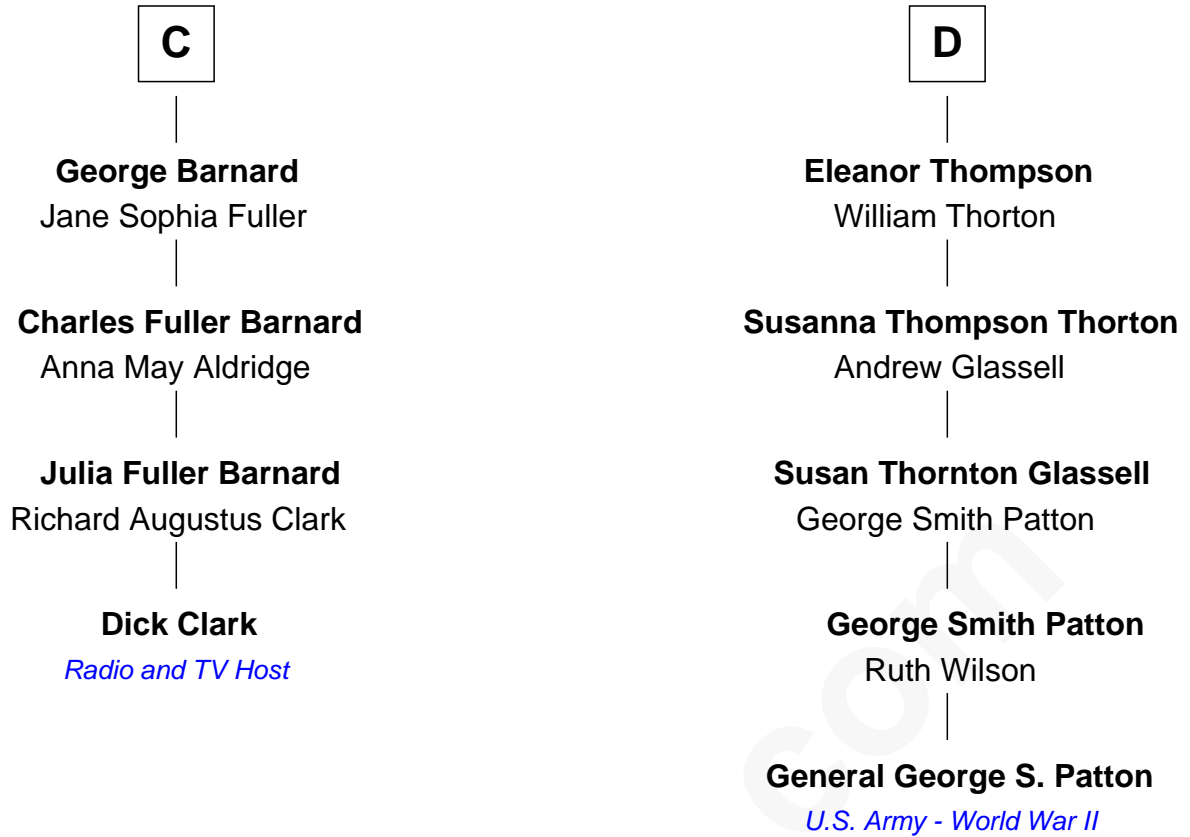 C
George Barnard
Jane Sophia Fuller
Charles Fuller Barnard
Anna May Aldridge
Julia Fuller Barnard
Richard Augustus Clark
Dick Clark
Radio and TV Host
D
Eleanor Thompson
William Thorton
Susanna Thompson Thorton
Andrew Glassell
Susan Thornton Glassell
George Smith Patton
George Smith Patton
Ruth Wilson
General George S. Patton
U.S. Army - World War II
com